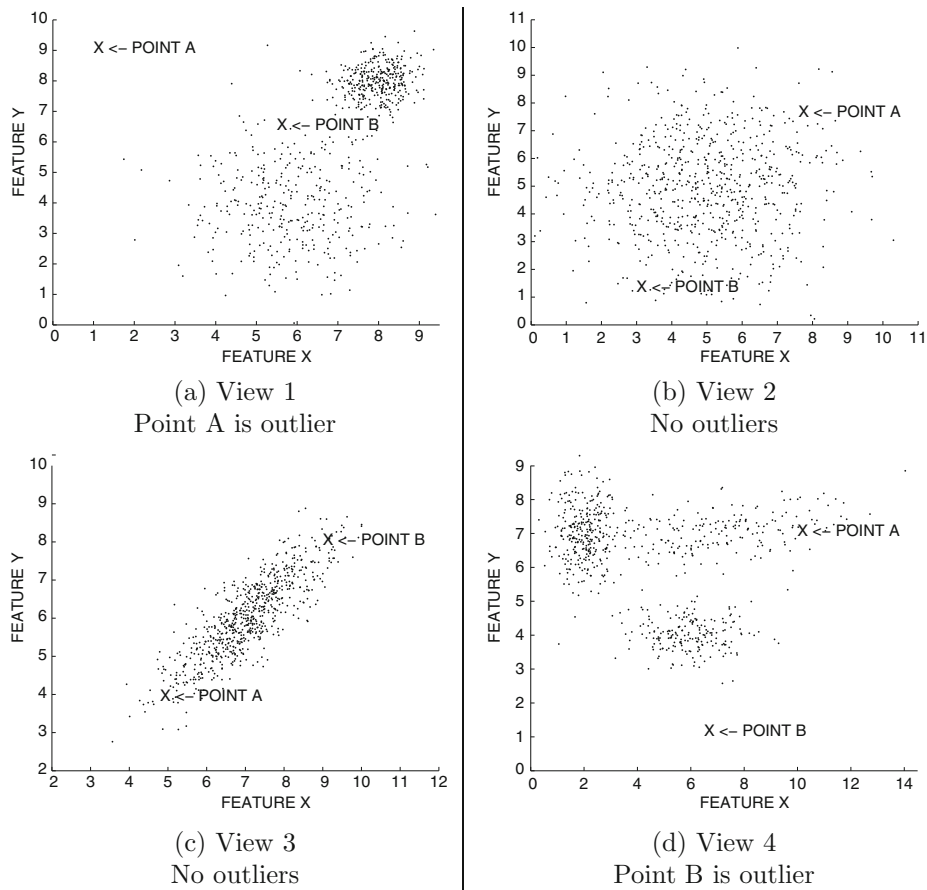 10
9
8
7
6
5
4
3
2
1
0
FEATURE Y
X <– POINT A
X <– POINT B
0 1 2 3 4 5 6 7 8 9
FEATURE X
(a) View 1
Point A is outlier
11
10
9
8
7
6
5
4
3
2
1
0
FEATURE Y
X <– POINT A
X <– POINT B
0 1 2 3 4 5 6 7 8 9 10 11
FEATURE X
(b) View 2
No outliers
10
9
8
7
6
5
4
3
2
FEATURE Y
X <– POINT B
X <– POINT A
2 3 4 5 6 7 8 9 10 11 12
FEATURE X
(c) View 3
No outliers
9
8
7
6
5
4
3
2
1
0
FEATURE Y
X <– POINT A
X <– POINT B
0 2 4 6 8 10 12 14
FEATURE X
(d) View 4
Point B is outlier